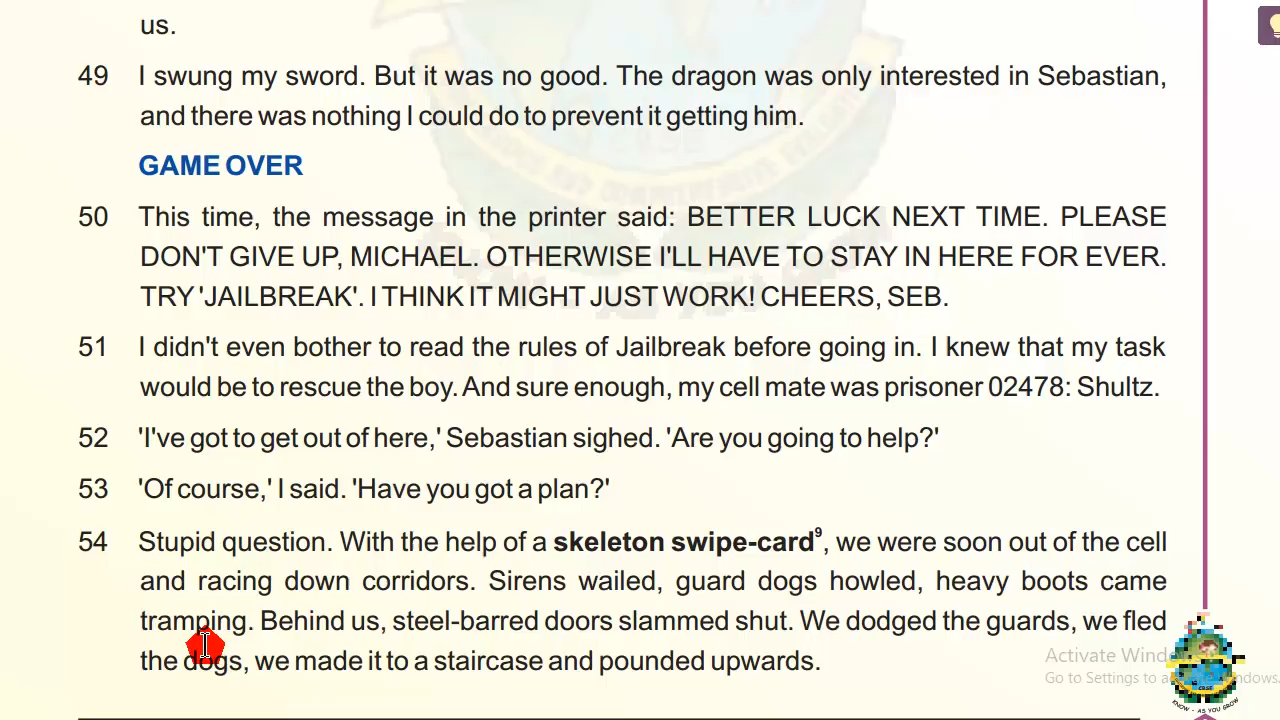 us.
49 I swung my sword. But it was no good. The dragon was only interested in Sebastian,
and there was nothing I could do to prevent it getting him.
GAME OVER
50 This time, the message in the printer said: BETTER LUCK NEXT TIME. PLEASE
DON'T GIVE UP, MICHAEL. OTHERWISE I'LL HAVE TO STAY IN HERE FOR EVER.
TRY 'JAILBREAK'. I THINK IT MIGHT JUST WORK! CHEERS, SEB.
51 I didn't even bother to read the rules of Jailbreak before going in. I knew that my task
would be to rescue the boy. And sure enough, my cell mate was prisoner 02478: Shultz.
52 'I've got to get out of here,' Sebastian sighed. 'Are you going to help?'
53 'Of course,' I said. 'Have you got a plan?'
54 Stupid question. With the help of a skeleton swipe-card⁹, we were soon out of the cell
and racing down corridors. Sirens wailed, guard dogs howled, heavy boots came
tramping. Behind us, steel-barred doors slammed shut. We dodged the guards, we fled
the dogs, we made it to a staircase and pounded upwards.
Activate
Go to Settings to
CBSE
KNOW - AS YOU GROW